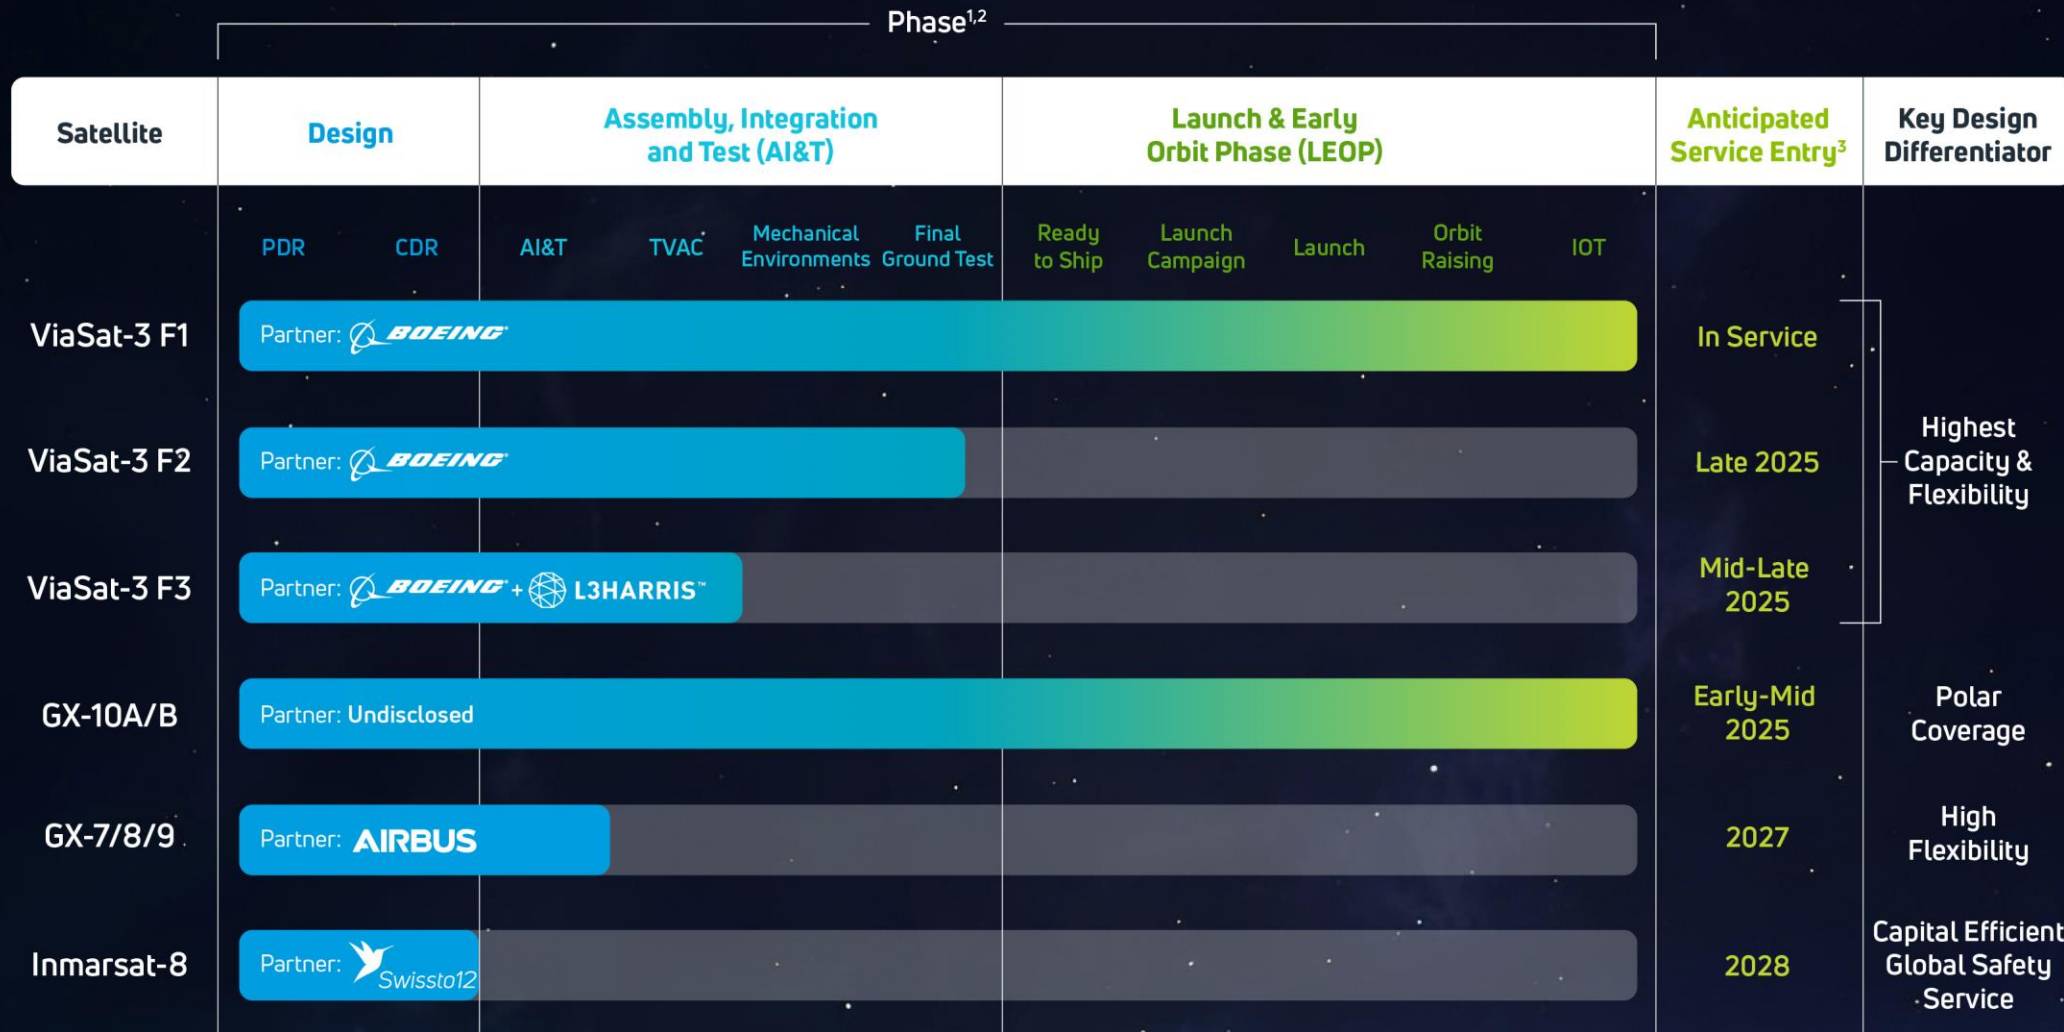 Phase1,2
Satellite
Design
Assembly, Integration
and Test (AI&T)
Launch & Early
Orbit Phase (LEOP)
Anticipated
Service Entry3
Key Design
Differentiator
PDR
CDR
AI&T
TVAC
Mechanical
Environments
Final
Ground Test
Ready
to Ship
Launch
Campaign
Launch
Orbit
Raising
IOT
ViaSat-3 F1
Partner: BOEING®
In Service
ViaSat-3 F2
Partner: BOEING®
Late 2025
Highest
Capacity &
Flexibility
ViaSat-3 F3
Partner: BOEING® + L3HARRIS™
Mid-Late
2025
GX-10A/B
Partner: Undisclosed
Early-Mid
2025
Polar
Coverage
GX-7/8/9
Partner: AIRBUS
2027
High
Flexibility
Inmarsat-8
Partner: Swissto12
2028
Capital Efficient
Global Safety
Service